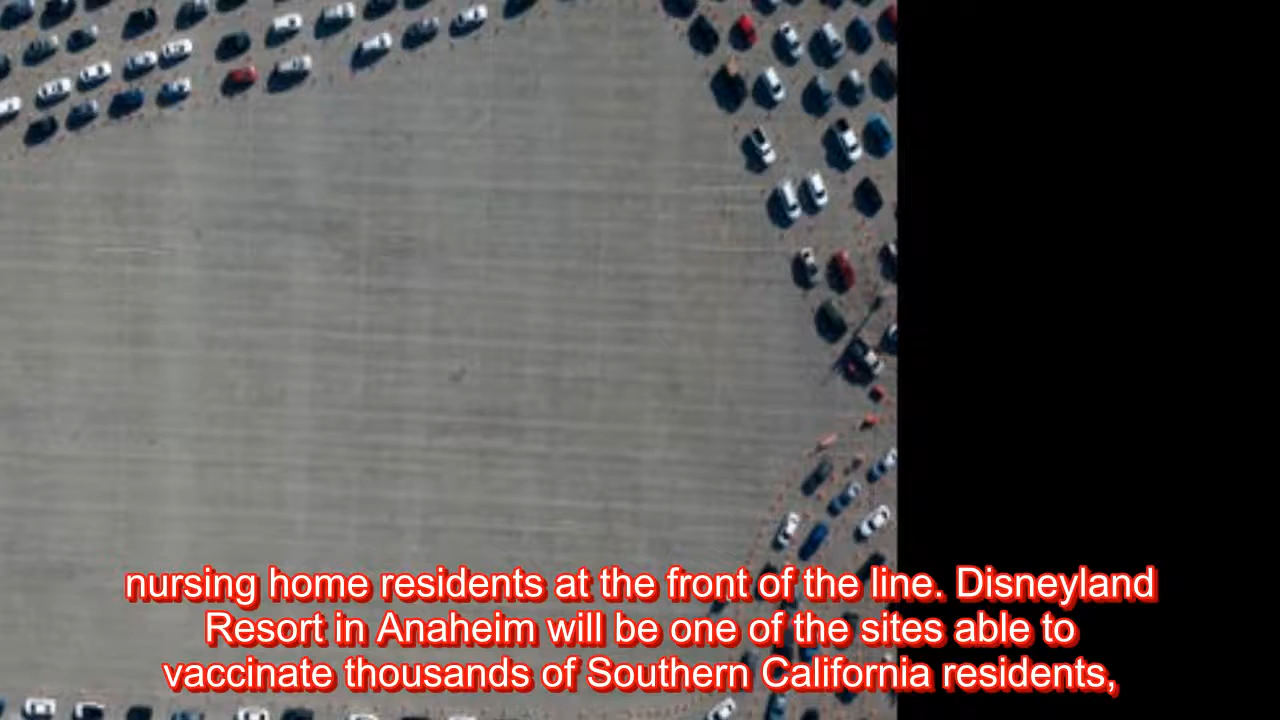 nursing home residents at the front of the line. Disneyland
Resort in Anaheim will be one of the sites able to
vaccinate thousands of Southern California residents,